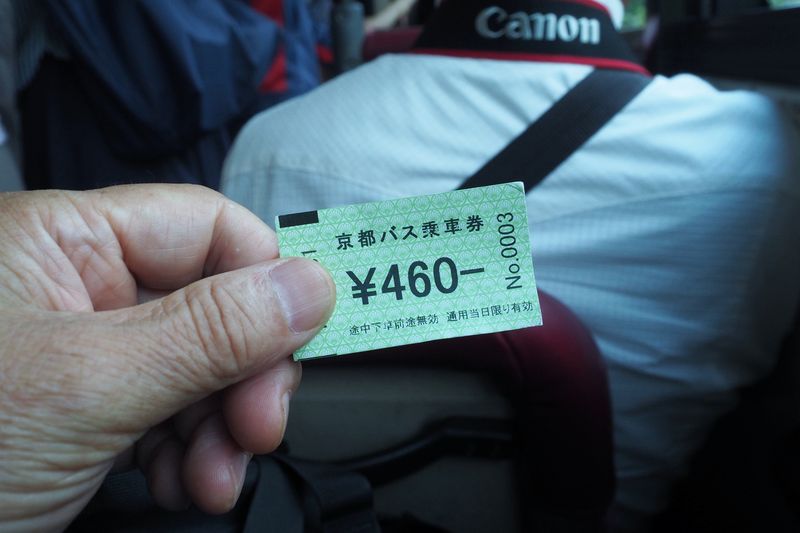 Canon
京都バス乗車券
¥460−
No.0003
途中下車前途無効 通用当日限り有効